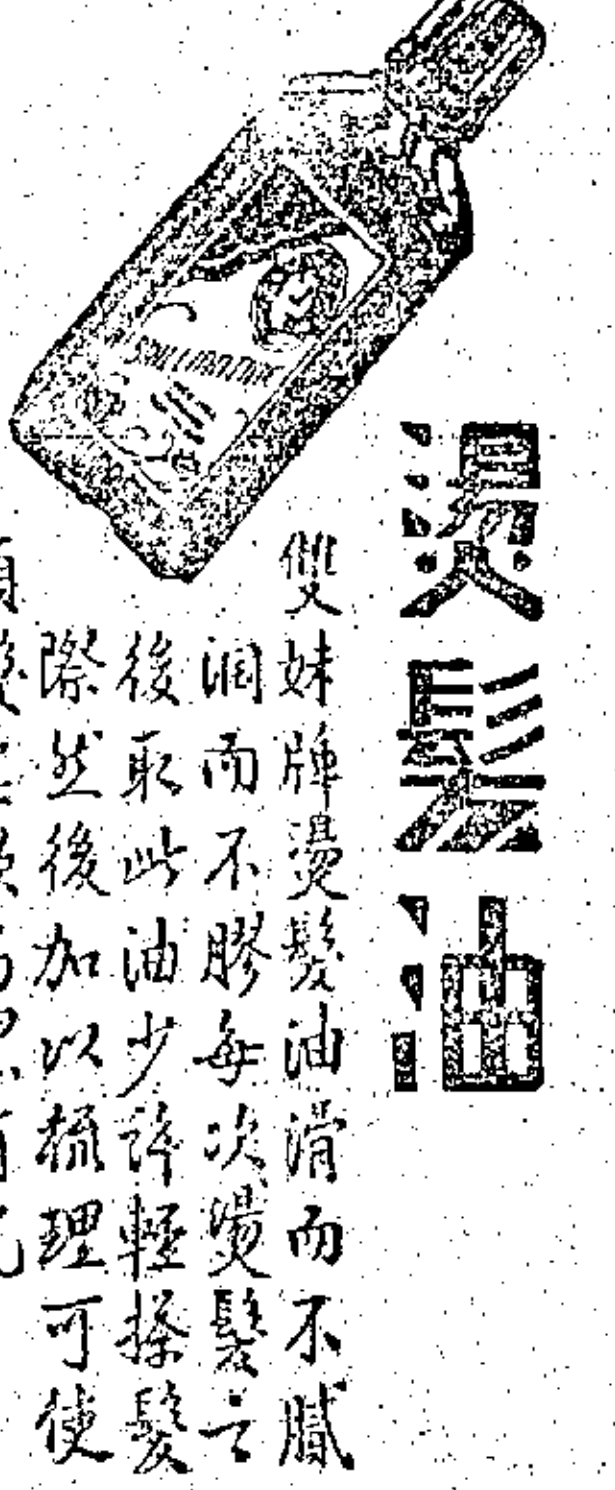 燙髮油
雙妹牌燙髮油滑而不膩
潤而不膠每次燙髮之
後取此油少許輕搽髮
際然後加以梳理可使